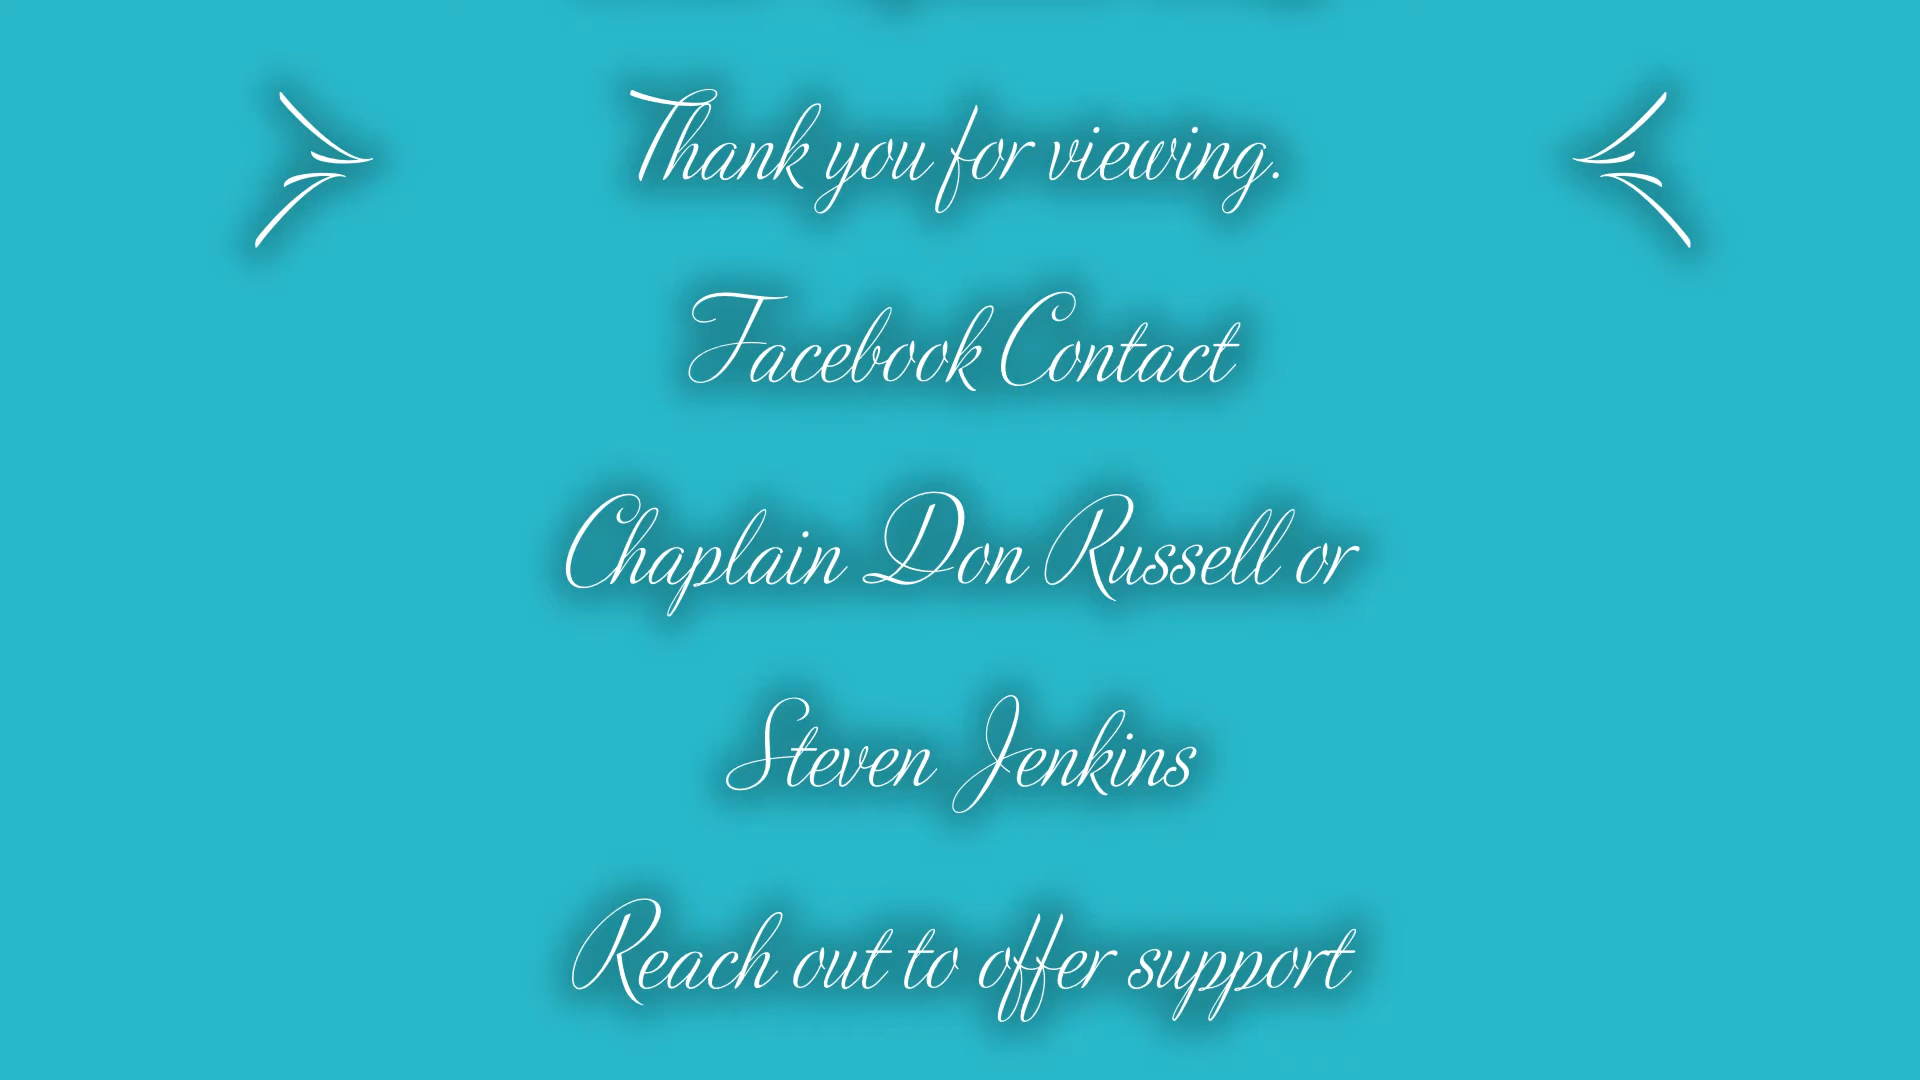 Thank you for viewing.
Facebook Contact
Chaplain Don Russell or
Steven Jenkins
Reach out to offer support